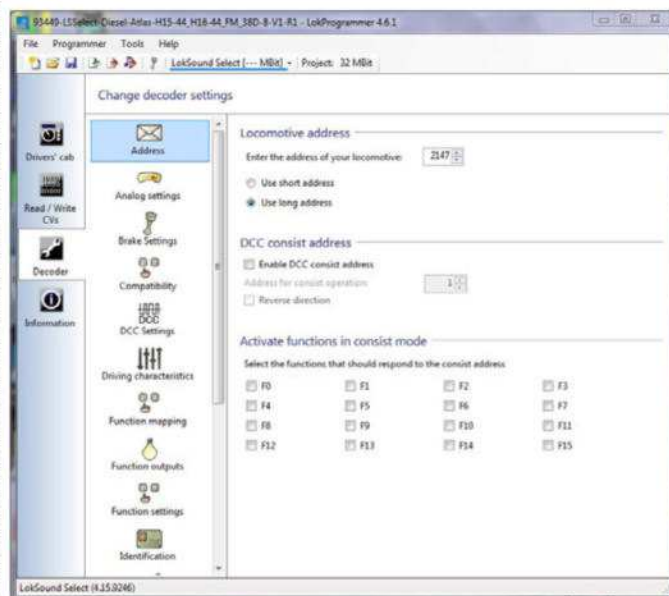 93449-LSSelect-Diesel-Atlas-H15-44_H16-44_FM_38D-8-V1-R1 - LokProgrammer 4.6.1
File Programmer Tools Help
LokSound Select [--- MBit] Project: 32 MBit
Change decoder settings
Drivers' cab
Read / Write
CVs
Decoder
Information
Address
Analog settings
Brake Settings
Compatibility
DCC
DCC Settings
Driving characteristics
Function mapping
Function outputs
Function settings
Identification
Locomotive address
Enter the address of your locomotive: 2147
Use short address
Use long address
DCC consist address
Enable DCC consist address
Address for consist operation: 1
Reverse direction
Activate functions in consist mode
Select the functions that should respond to the consist address
F0 F1 F2 F3
F4 F5 F6 F7
F8 F9 F10 F11
F12 F13 F14 F15
LokSound Select (4.15.9246)